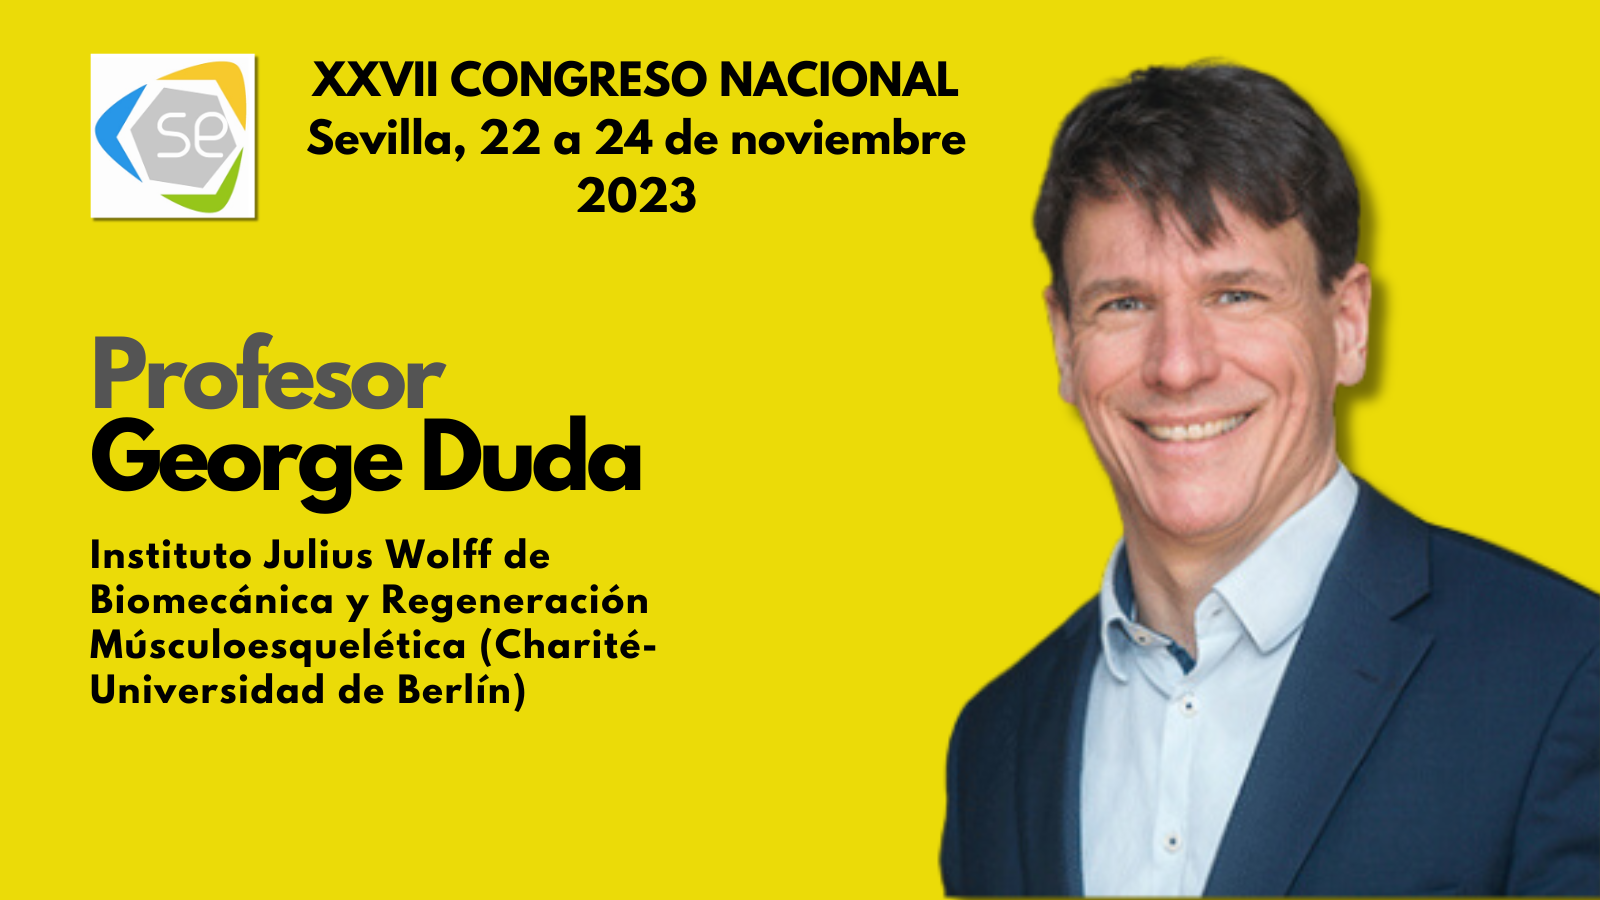 se
XXVII CONGRESO NACIONAL
Sevilla, 22 a 24 de noviembre
2023
Profesor
George Duda
Instituto Julius Wolff de
Biomecánica y Regeneración
Músculoesquelética (Charité-
Universidad de Berlín)